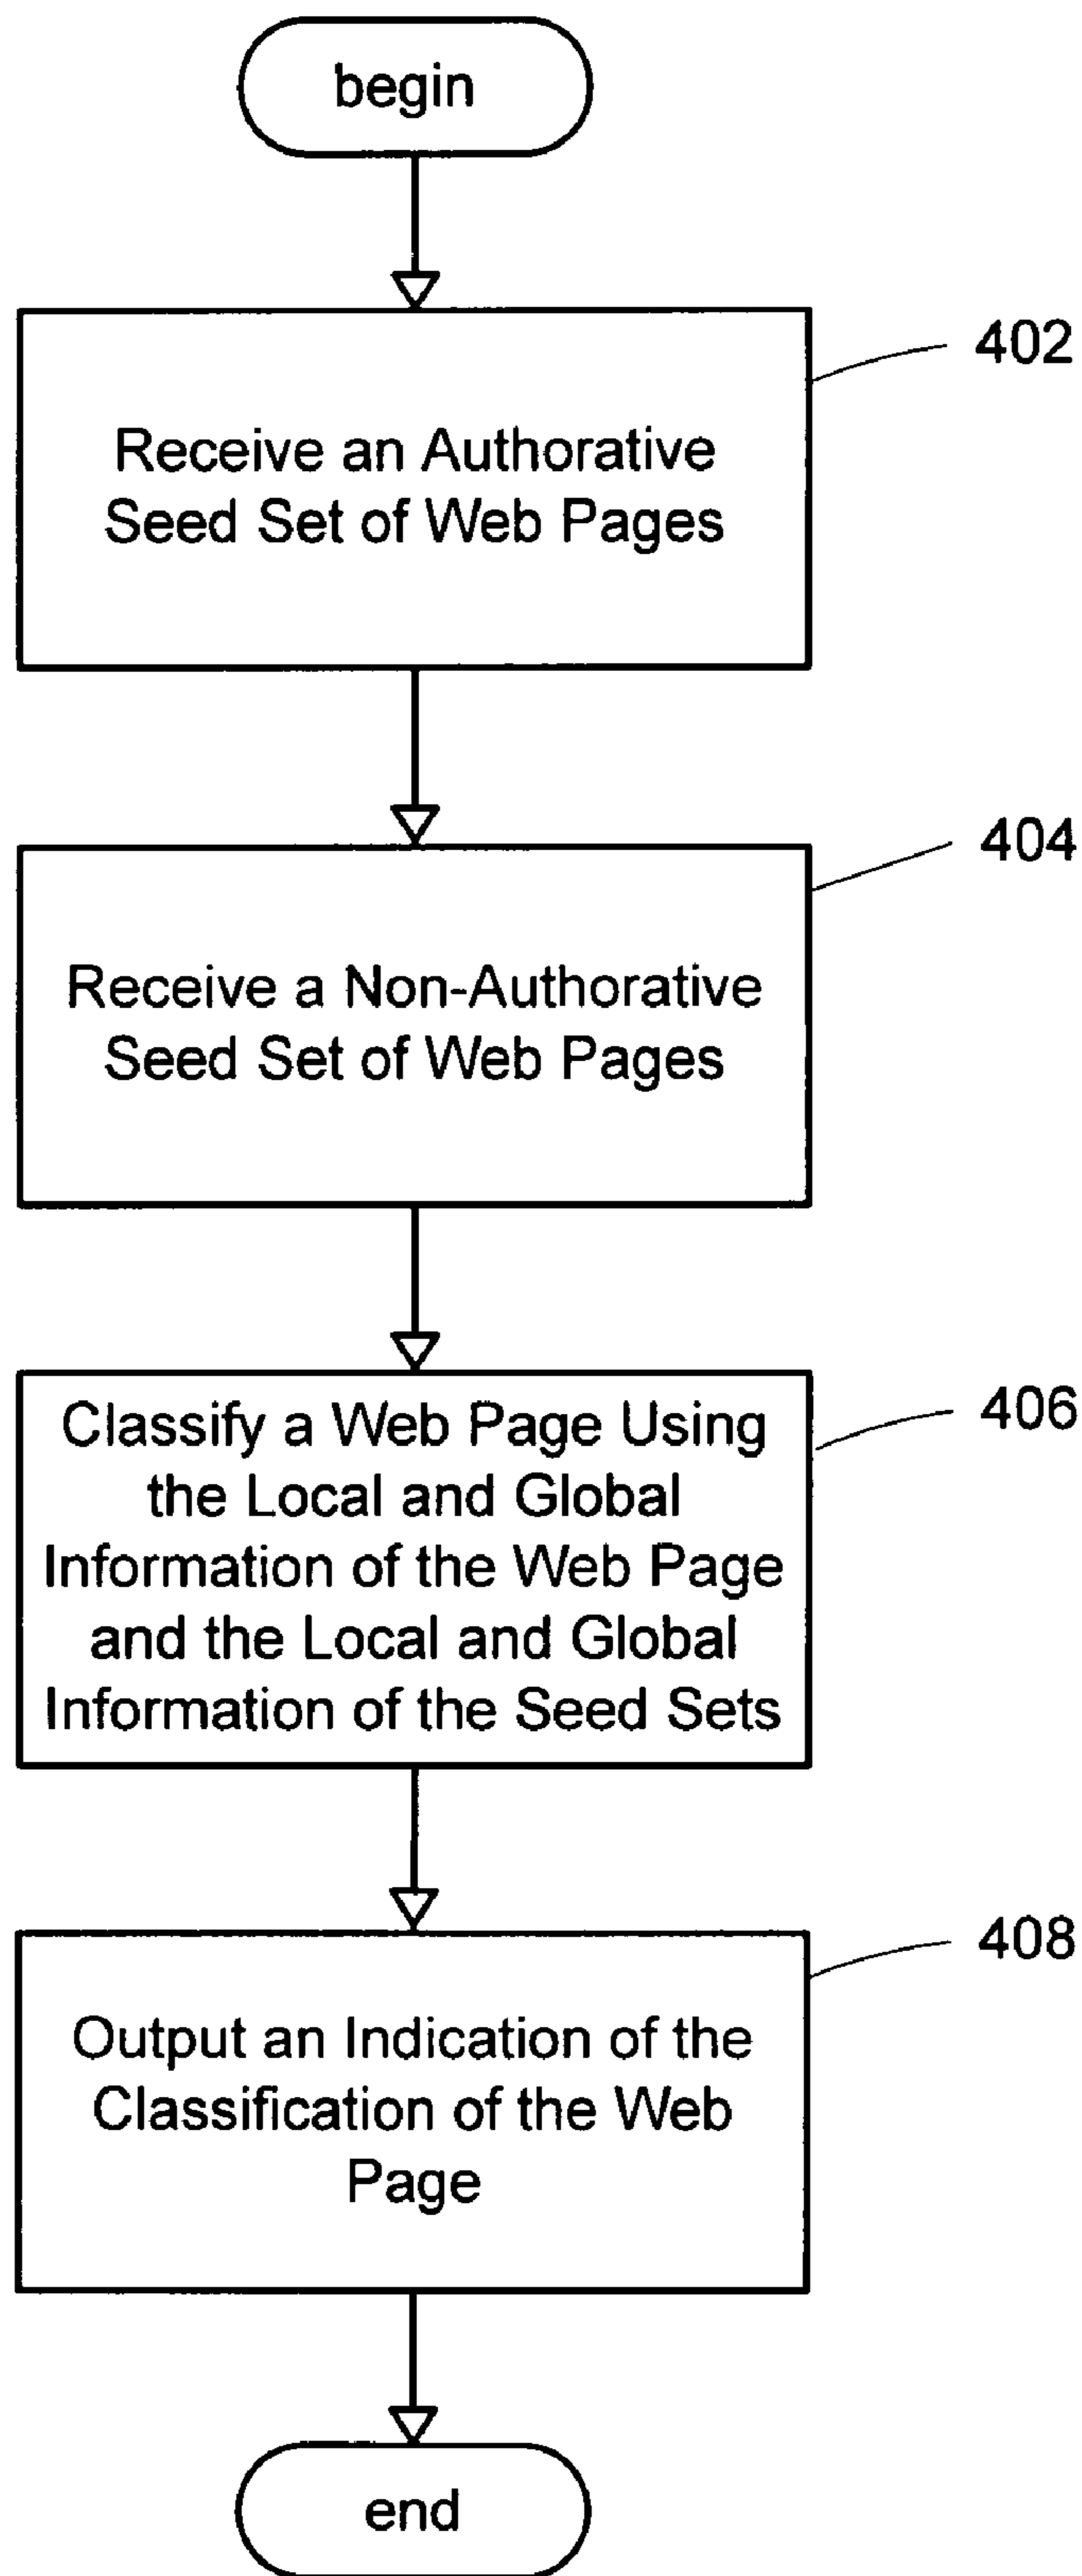 begin
402
Receive an Authorative
Seed Set of Web Pages
404
Receive a Non-Authorative
Seed Set of Web Pages
406
Classify a Web Page Using
the Local and Global
Information of the Web Page
and the Local and Global
Information of the Seed Sets
408
Output an Indication of the
Classification of the Web
Page
end